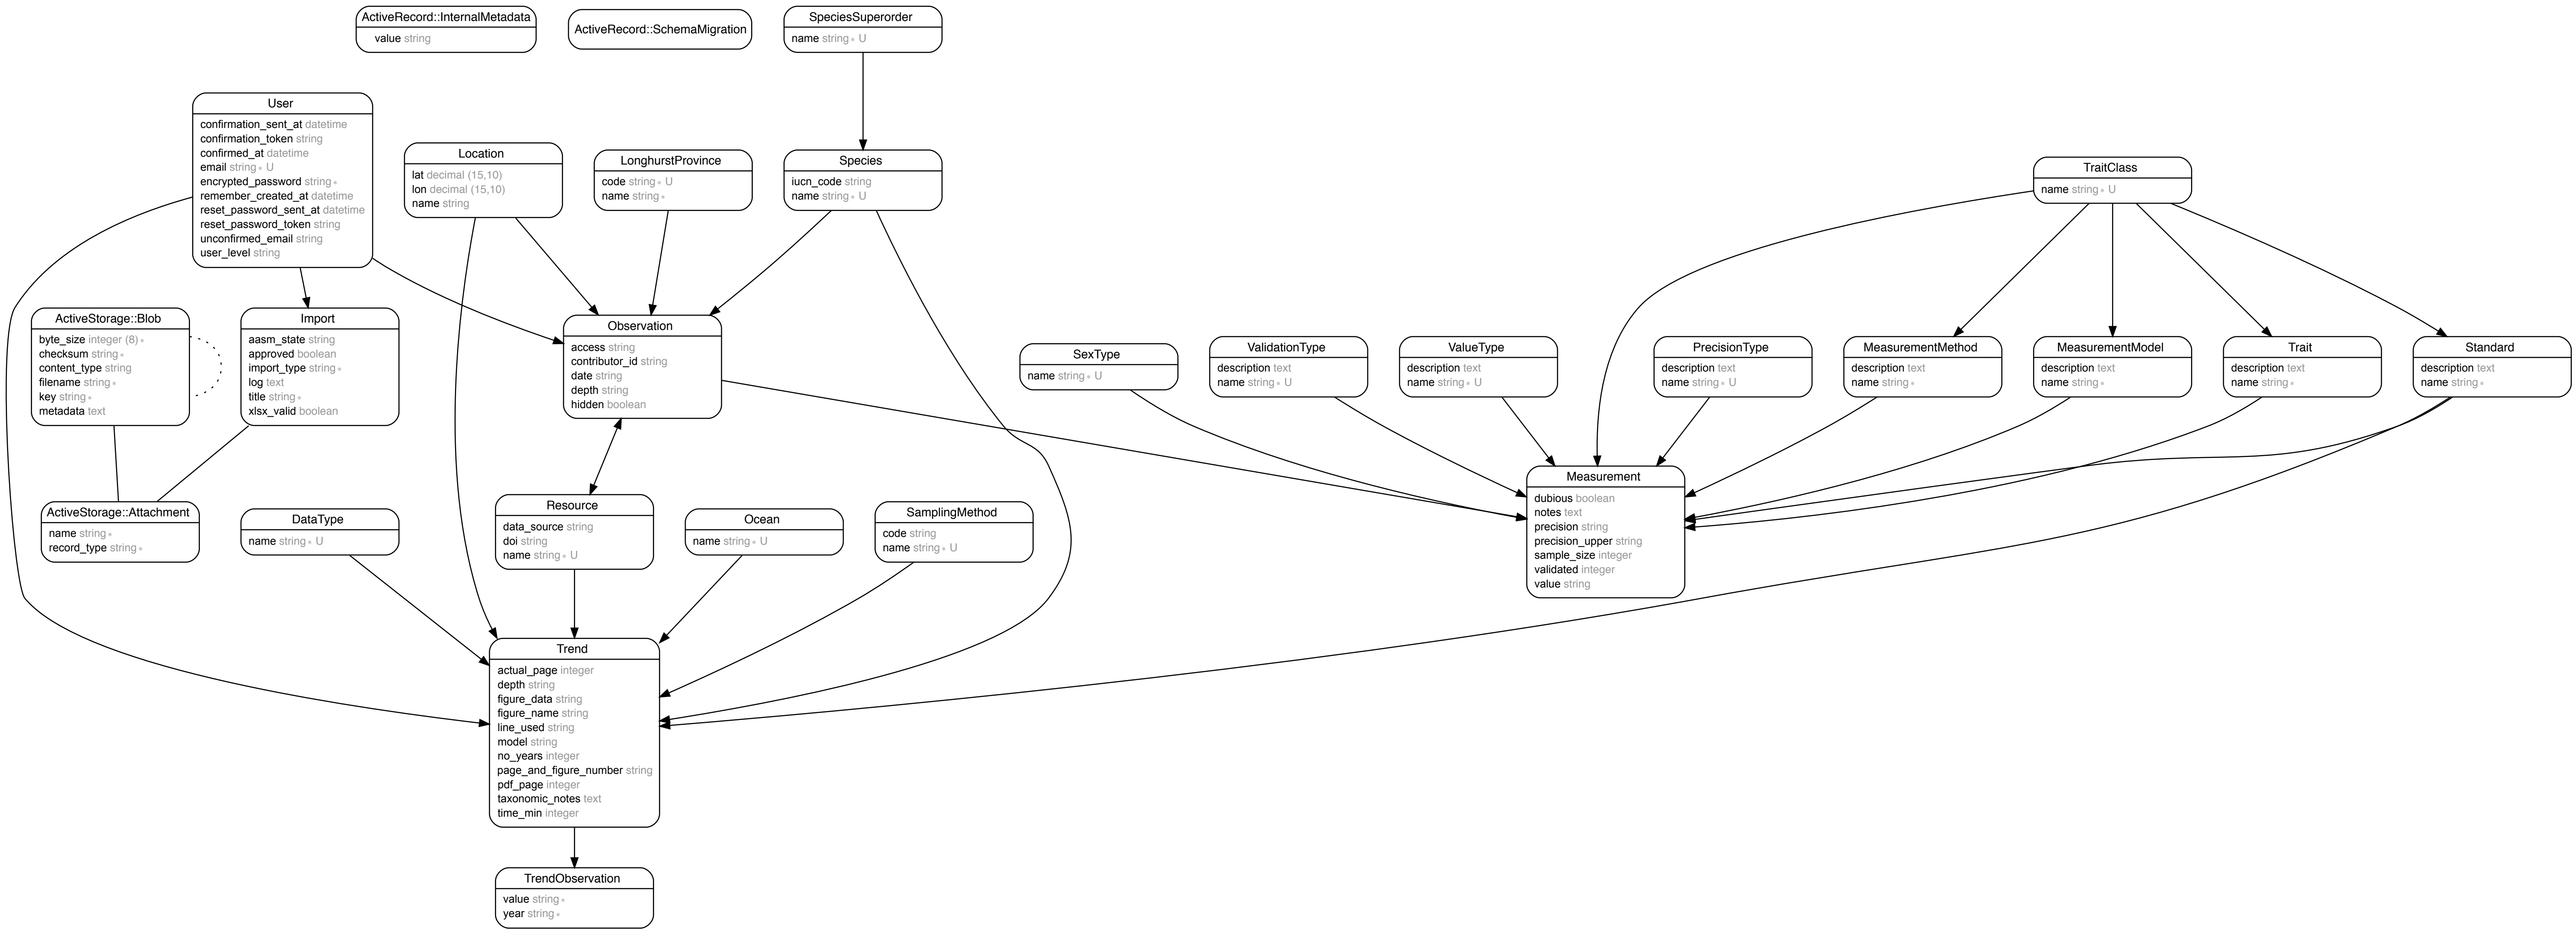 ActiveRecord::InternalMetadata
value string
ActiveRecord::SchemaMigration
SpeciesSuperorder
name string * U
User
confirmation_sent_at datetime
confirmation_token string
confirmed_at datetime
email string * U
encrypted_password string *
remember_created_at datetime
reset_password_sent_at datetime
reset_password_token string
unconfirmed_email string
user_level string
Location
lat decimal (15,10)
lon decimal (15,10)
name string
LonghurstProvince
code string * U
name string *
Species
iucn_code string
name string * U
TraitClass
name string * U
ActiveStorage::Blob
byte_size integer (8) *
checksum string *
content_type string
filename string *
key string *
metadata text
Import
aasm_state string
approved boolean
import_type string *
log text
title string *
xlsx_valid boolean
Observation
access string
contributor_id string
date string
depth string
hidden boolean
SexType
name string * U
ValidationType
description text
name string * U
ValueType
description text
name string * U
PrecisionType
description text
name string * U
MeasurementMethod
description text
name string *
MeasurementModel
description text
name string *
Trait
description text
name string *
Standard
description text
name string *
ActiveStorage::Attachment
name string *
record_type string *
DataType
name string * U
Resource
data_source string
doi string
name string * U
Ocean
name string * U
SamplingMethod
code string
name string * U
Measurement
dubious boolean
notes text
precision string
precision_upper string
sample_size integer
validated integer
value string
Trend
actual_page integer
depth string
figure_data string
figure_name string
line_used string
model string
no_years integer
page_and_figure_number string
pdf_page integer
taxonomic_notes text
time_min integer
TrendObservation
value string *
year string *